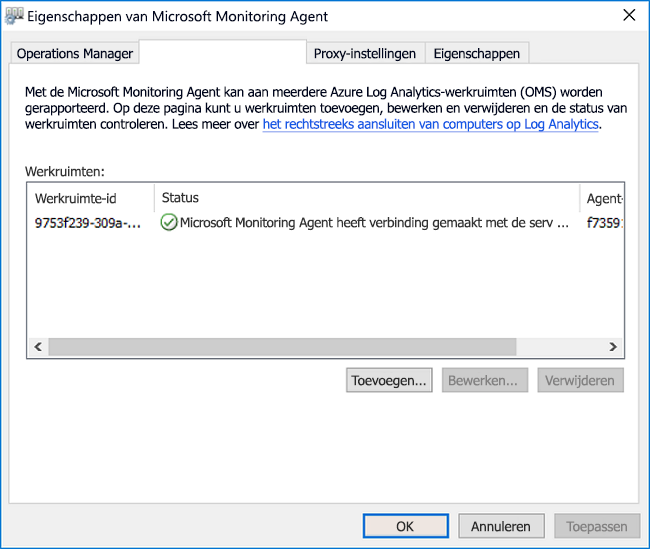 Eigenschappen van Microsoft Monitoring Agent
Operations Manager
Proxy-instellingen
Eigenschappen
Met de Microsoft Monitoring Agent kan aan meerdere Azure Log Analytics-werkruimten (OMS) worden
gerapporteerd. Op deze pagina kunt u werkruimten toevoegen, bewerken en verwijderen en de status van
werkruimten controleren. Lees meer over het rechtstreeks aansluiten van computers op Log Analytics.
Werkruimten:
Werkruimte-id Status Agent-
9753f239-309a-... Microsoft Monitoring Agent heeft verbinding gemaakt met de serv ... f7359
Toevoegen... Bewerken... Verwijderen
OK Annuleren Toepassen